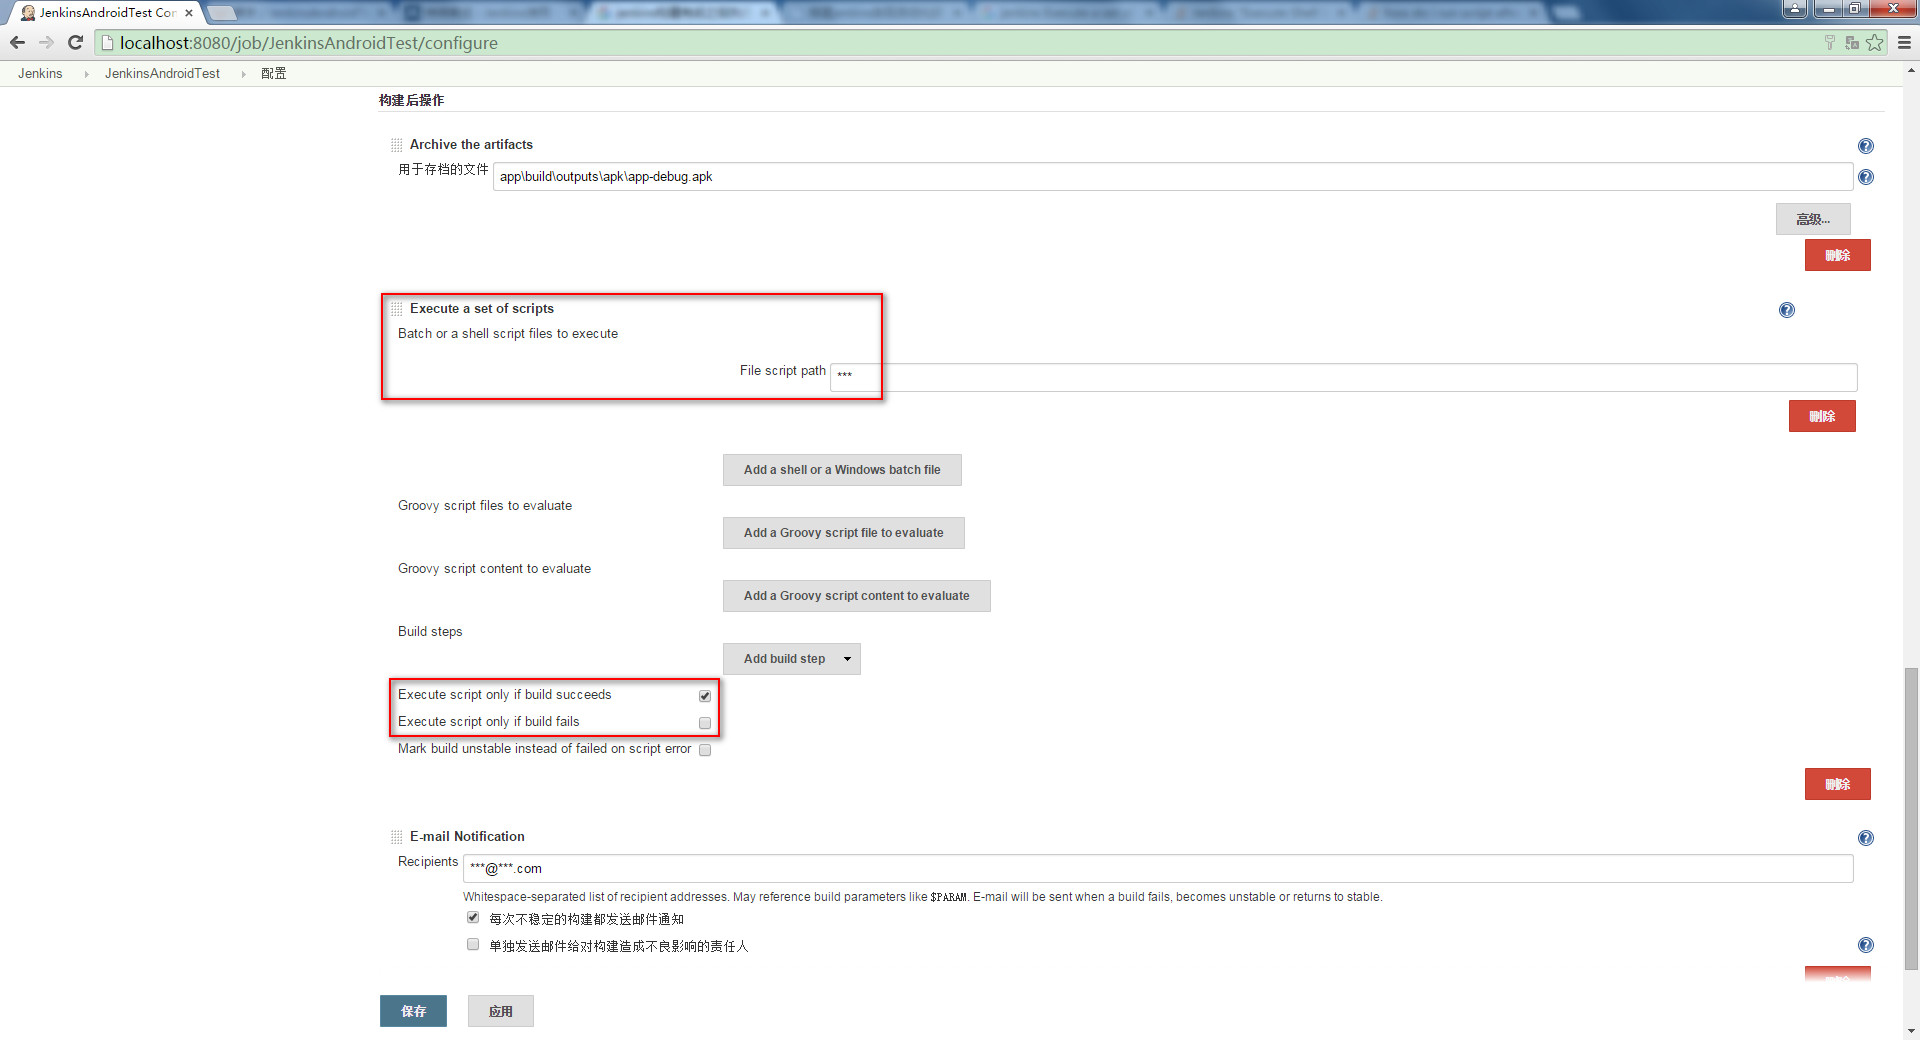 JenkinsAndroidTest Con
localhost:8080/job/JenkinsAndroidTest/configure
Jenkins JenkinsAndroidTest 配置
构建后操作
Archive the artifacts
用于存档的文件 app\build\outputs\apk\app-debug.apk
高级...
删除
Execute a set of scripts
Batch or a shell script files to execute
File script path ***
删除
Add a shell or a Windows batch file
Groovy script files to evaluate
Add a Groovy script file to evaluate
Groovy script content to evaluate
Add a Groovy script content to evaluate
Build steps
Add build step
Execute script only if build succeeds
Execute script only if build fails
Mark build unstable instead of failed on script error
删除
E-mail Notification
Recipients ***@***.com
Whitespace-separated list of recipient addresses. May reference build parameters like $PARAM. E-mail will be sent when a build fails, becomes unstable or returns to stable.
每次不稳定的构建都发送邮件通知
单独发送邮件给对构建造成不良影响的责任人
保存 应用